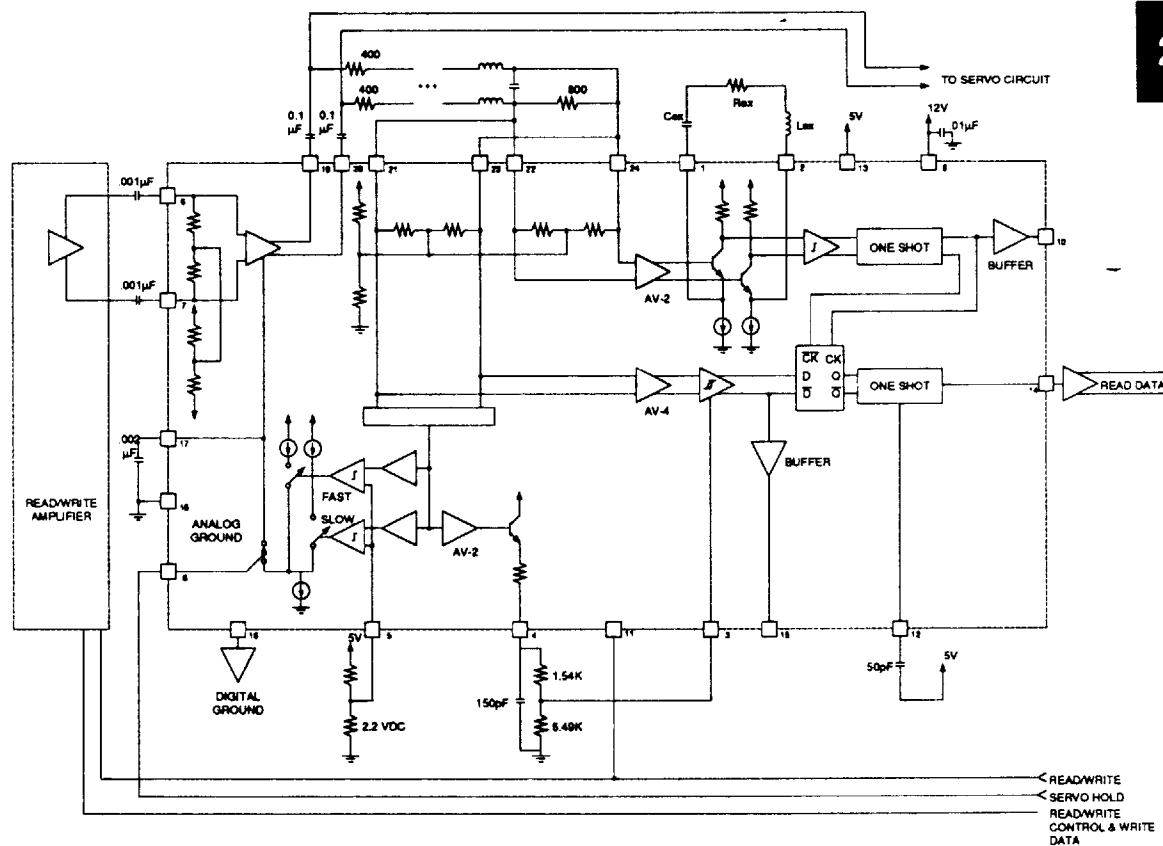 400
400
800
TO SERVO CIRCUIT
0.1
μF
0.1
μF
Cex
Rex
Lex
5V
12V
.01μF
19
20
21
23
22
24
1
2
13
.001μF
6
.001μF
7
AV-2
ONE SHOT
BUFFER
10
CK CK
D Q
D Q
ONE SHOT
READ DATA
AV-4
BUFFER
.002
μF
17
READ/WRITE
AMPLIFIER
ANALOG
GROUND
FAST
SLOW
AV-2
DIGITAL
GROUND
5V
5
4
11
3
15
12
2.2 VDC
150pF
1.54K
5.49K
50pF
5V
READ/WRITE
SERVO HOLD
READ/WRITE
CONTROL & WRITE
DATA